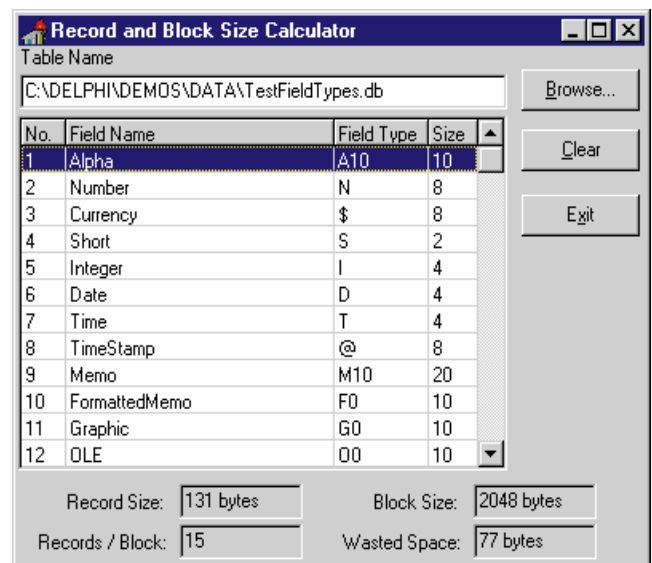 Record and Block Size Calculator
Table Name
C:\DELPHI\DEMOS\DATA\TestFieldTypes.db
Browse...
No. Field Name Field Type Size
1 Alpha A10 10
Clear
2 Number N 8
3 Currency $ 8
Exit
4 Short S 2
5 Integer I 4
6 Date D 4
7 Time T 4
8 TimeStamp @ 8
9 Memo M10 20
10 FormattedMemo F0 10
11 Graphic G0 10
12 OLE O0 10
Record Size: 131 bytes Block Size: 2048 bytes
Records / Block: 15 Wasted Space: 77 bytes